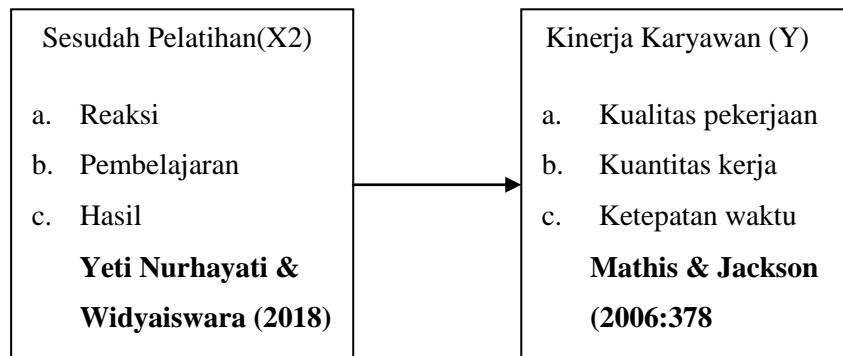 Sesudah Pelatihan(X2)
a. Reaksi
b. Pembelajaran
c. Hasil
Yeti Nurhayati &
Widyaiswara (2018)
Kinerja Karyawan (Y)
a. Kualitas pekerjaan
b. Kuantitas kerja
c. Ketepatan waktu
Mathis & Jackson
(2006:378